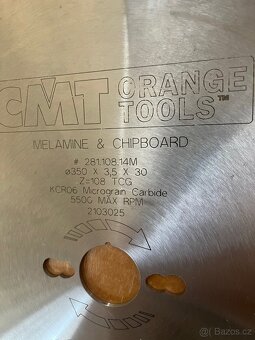 CMT ORANGE
TOOLS™
MELAMINE & CHIPBOARD
# 281.108.14M
ø350 X 3,5 X 30
Z=108 TCG
KCR06 Micrograin Carbide
5500 MAX RPM
2103025
Bazos.cz